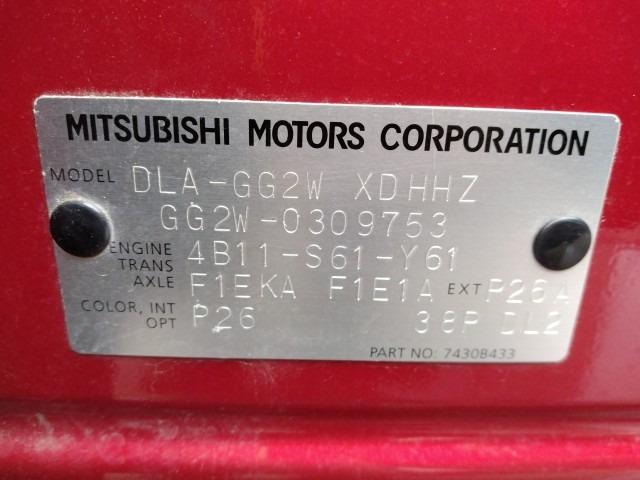 MITSUBISHI MOTORS CORPORATION
MODEL DLA-GG2W XDHHZ
GG2W-0309753
ENGINE 4B11-S61-Y61
TRANS
AXLE F1EKA F1E1A EXT P26A
COLOR, INT P26
OPT 38P DL2
PART NO: 7430B433